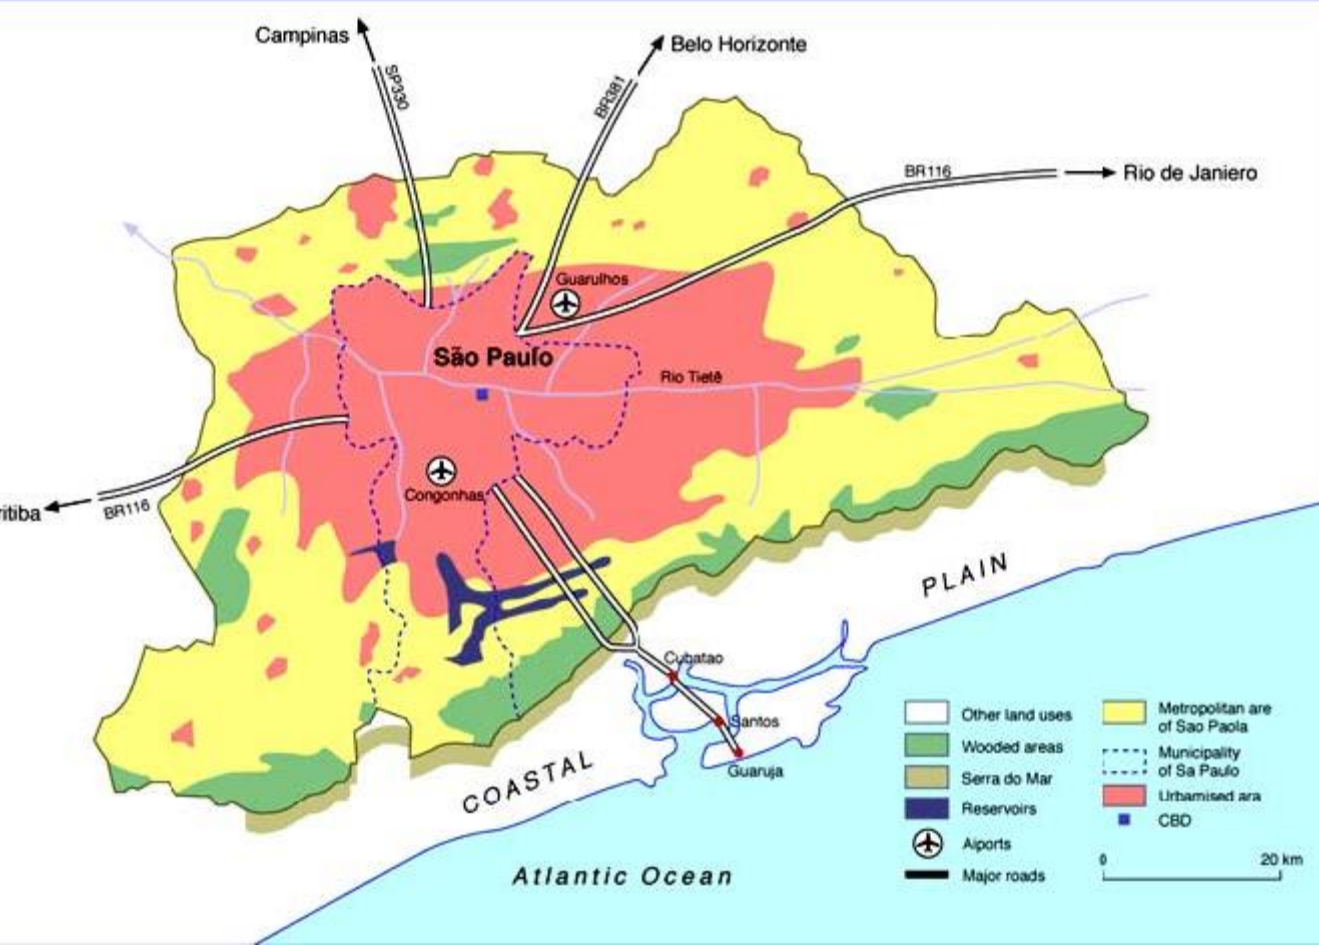 Campinas
SP330
Belo Horizonte
BR381
BR116
Rio de Janiero
Guarulhos
São Paulo
Rio Tietê
Congonhas
ritiba
BR116
PLAIN
Cubatao
Santos
Guaruja
COASTAL
Atlantic Ocean
Other land uses
Wooded areas
Serra do Mar
Reservoirs
Aiports
Major roads
Metropolitan are
of Sao Paola
Municipality
of Sa Paulo
Urbamised ara
CBD
0 20 km